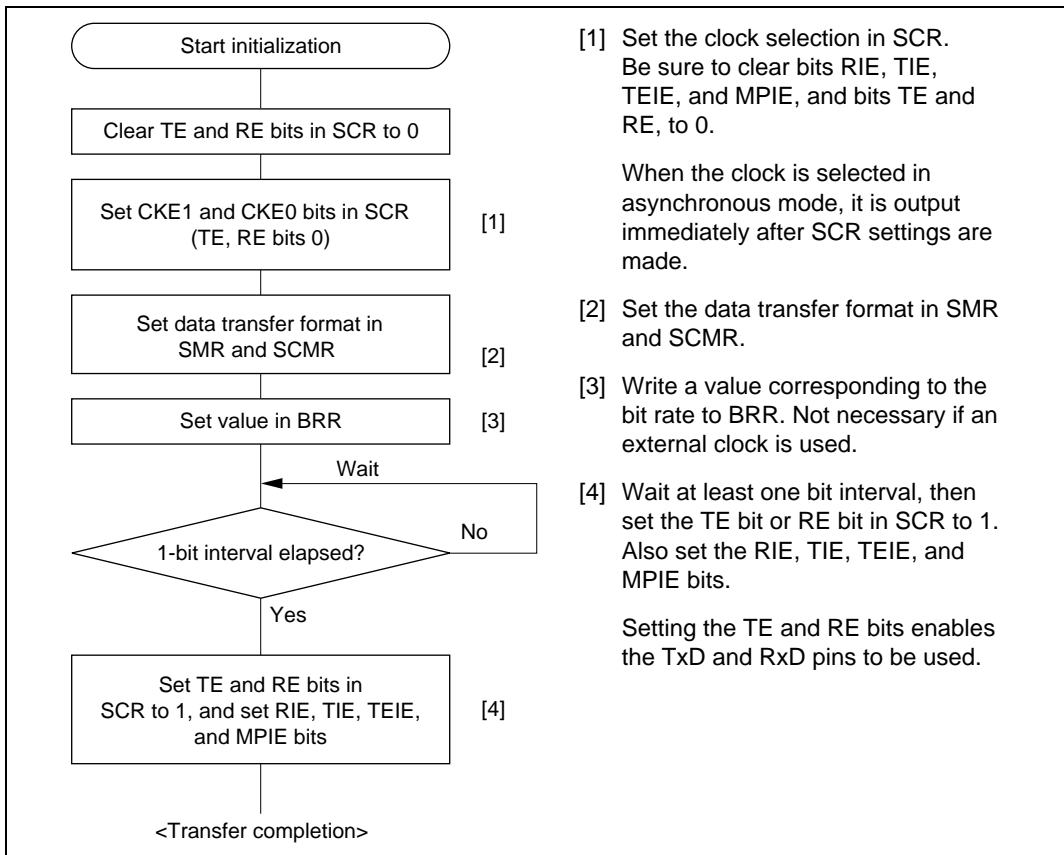 Start initialization
Clear TE and RE bits in SCR to 0
Set CKE1 and CKE0 bits in SCR
(TE, RE bits 0)
[1]
Set data transfer format in
SMR and SCMR
[2]
Set value in BRR
[3]
Wait
1-bit interval elapsed?
No
Yes
Set TE and RE bits in
SCR to 1, and set RIE, TIE, TEIE,
and MPIE bits
[4]
<Transfer completion>
[1] Set the clock selection in SCR.
Be sure to clear bits RIE, TIE,
TEIE, and MPIE, and bits TE and
RE, to 0.
When the clock is selected in
asynchronous mode, it is output
immediately after SCR settings are
made.
[2] Set the data transfer format in SMR
and SCMR.
[3] Write a value corresponding to the
bit rate to BRR. Not necessary if an
external clock is used.
[4] Wait at least one bit interval, then
set the TE bit or RE bit in SCR to 1.
Also set the RIE, TIE, TEIE, and
MPIE bits.
Setting the TE and RE bits enables
the TxD and RxD pins to be used.